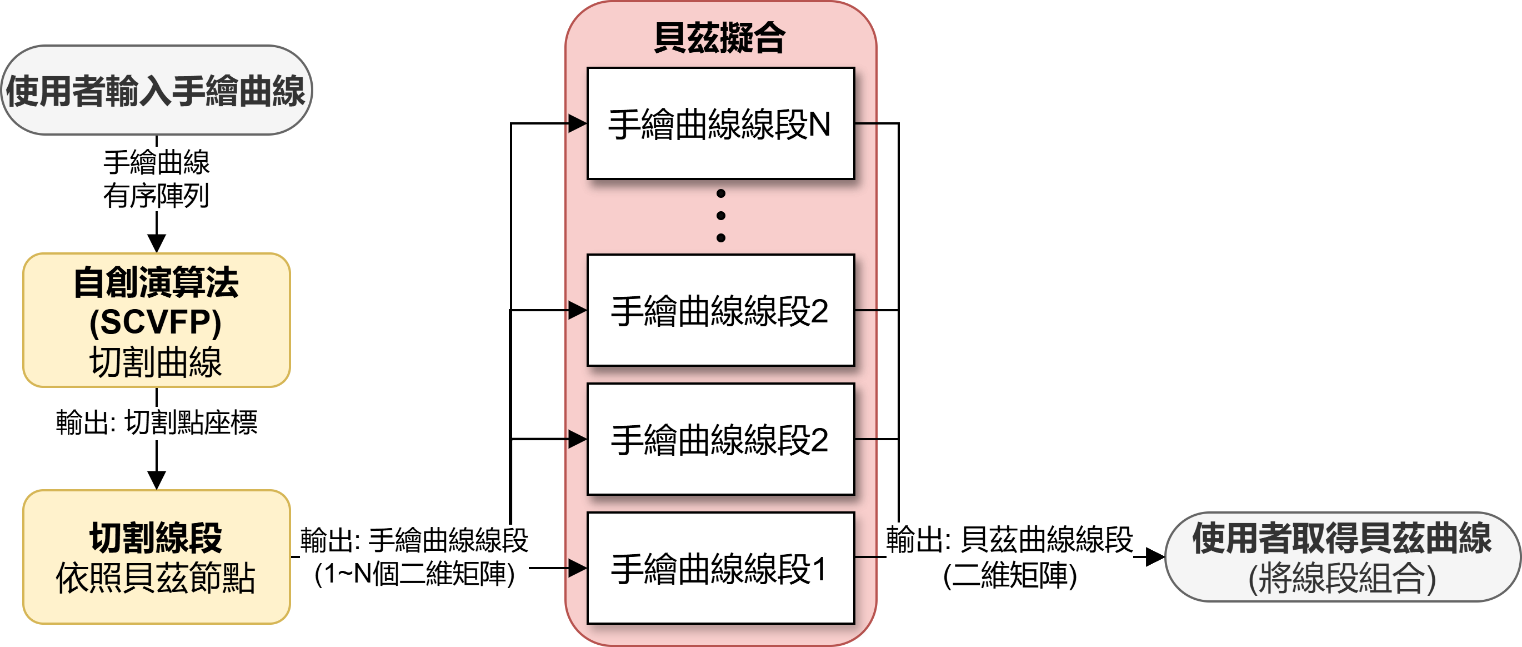 使用者輸入手繪曲線
手繪曲線
有序陣列
自創演算法
(SCVFP)
切割曲線
輸出: 切割點座標
切割線段
依照貝茲節點
輸出: 手繪曲線線段
(1~N個二維矩陣)
貝茲擬合
手繪曲線線段N
手繪曲線線段2
手繪曲線線段2
手繪曲線線段1
輸出: 貝茲曲線線段
(二維矩陣)
使用者取得貝茲曲線
(將線段組合)